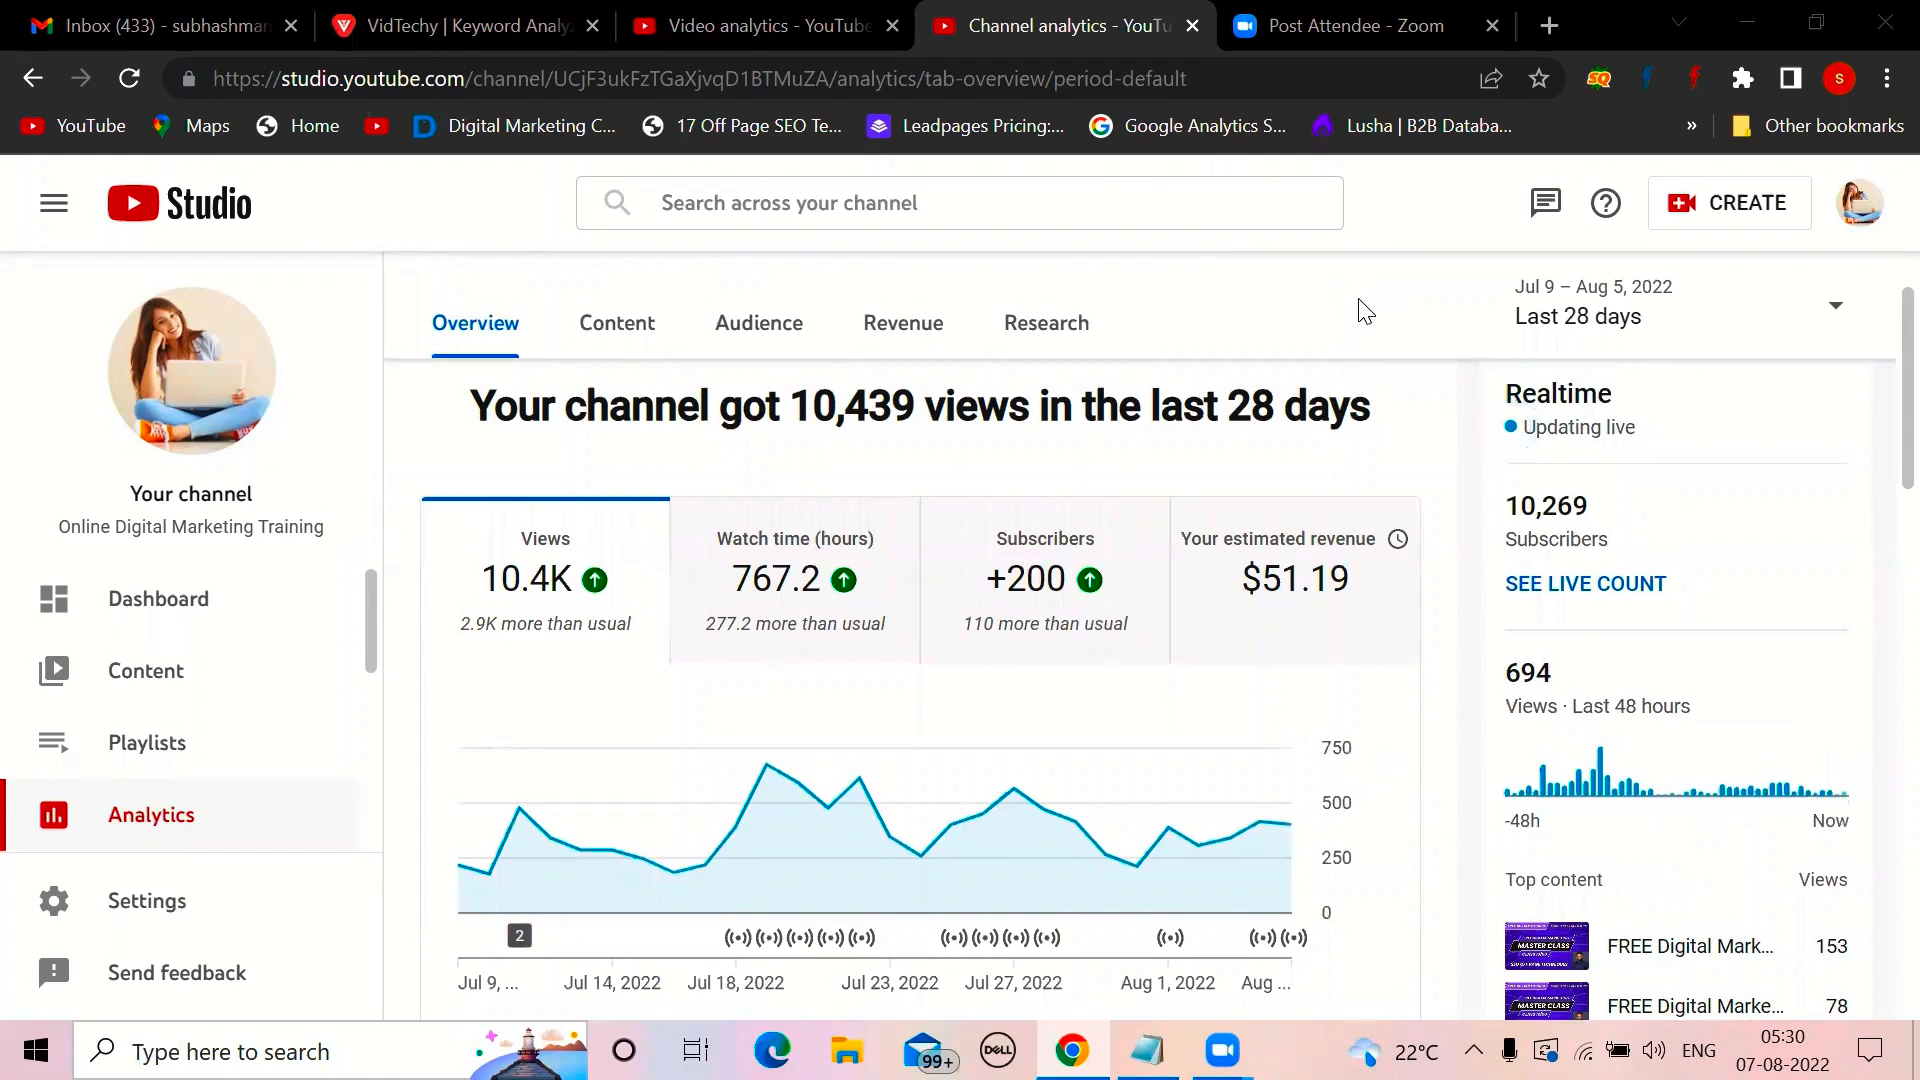 Inbox (433) - subhashman
VidTechy | Keyword Analy
Video analytics - YouTube
Channel analytics - YouTu
Post Attendee - Zoom
https://studio.youtube.com/channel/UCjF3ukFzTGaXjvqD1BTMuZA/analytics/tab-overview/period-default
SQ
S
YouTube
Maps
Home
Digital Marketing C...
17 Off Page SEO Te...
Leadpages Pricing:...
Google Analytics S...
Lusha | B2B Databa...
»
Other bookmarks
Studio
Search across your channel
CREATE
Overview
Content
Audience
Revenue
Research
Jul 9 – Aug 5, 2022
Last 28 days
Your channel
Online Digital Marketing Training
Dashboard
Content
Playlists
Analytics
Settings
Send feedback
Your channel got 10,439 views in the last 28 days
Views
10.4K
2.9K more than usual
Watch time (hours)
767.2
277.2 more than usual
Subscribers
+200
110 more than usual
Your estimated revenue
$51.19
750
500
250
0
2
Jul 9, ...
Jul 14, 2022
Jul 18, 2022
Jul 23, 2022
Jul 27, 2022
Aug 1, 2022
Aug ...
Realtime
Updating live
10,269
Subscribers
SEE LIVE COUNT
694
Views · Last 48 hours
-48h
Now
Top content
Views
MASTER CLASS
FREE Digital Mark...
153
MASTER CLASS
FREE Digital Marke...
78
Type here to search
99+
DELL
22°C
ENG
05:30
07-08-2022